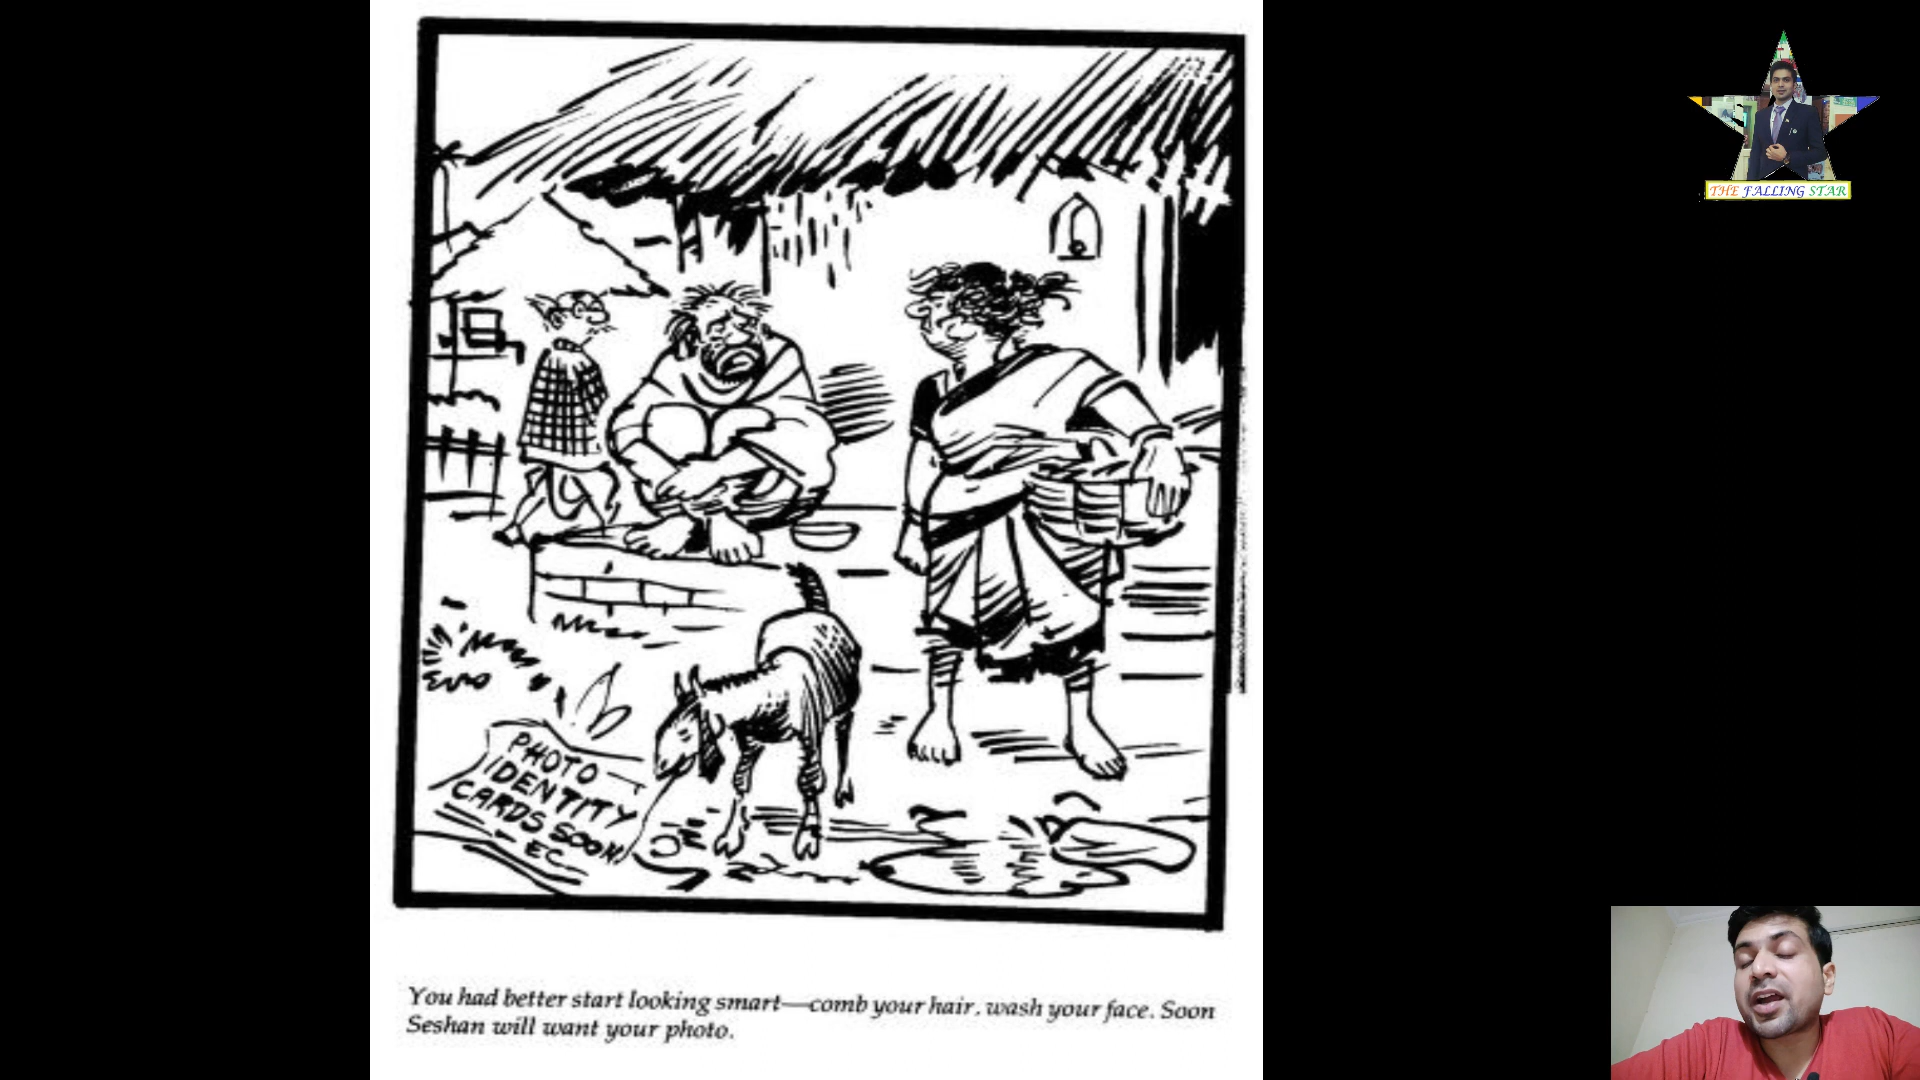 THE FALLING STAR
PHOTO
IDENTITY
CARDS SOON
— EC
You had better start looking smart—comb your hair, wash your face. Soon
Seshan will want your photo.